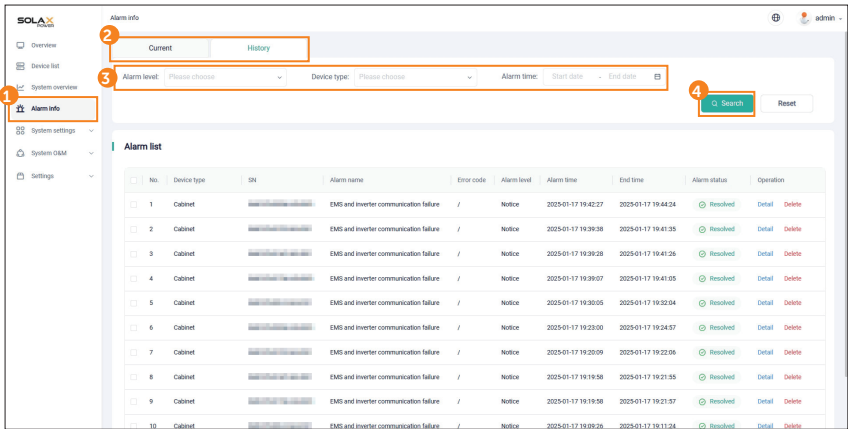 SOLAX
POWER
Alarm info
admin
Overview
Device list
System overview
Alarm info
System settings
System O&M
Settings
1
2
Current History
3
Alarm level: Please choose Device type: Please choose Alarm time: Start date - End date
4
Search Reset
Alarm list
No. Device type SN Alarm name Error code Alarm level Alarm time End time Alarm status Operation
1 Cabinet EMS and inverter communication failure / Notice 2025-01-17 19:42:27 2025-01-17 19:44:24 Resolved Detail Delete
2 Cabinet EMS and inverter communication failure / Notice 2025-01-17 19:39:38 2025-01-17 19:41:35 Resolved Detail Delete
3 Cabinet EMS and inverter communication failure / Notice 2025-01-17 19:39:28 2025-01-17 19:41:26 Resolved Detail Delete
4 Cabinet EMS and inverter communication failure / Notice 2025-01-17 19:39:07 2025-01-17 19:41:05 Resolved Detail Delete
5 Cabinet EMS and inverter communication failure / Notice 2025-01-17 19:30:05 2025-01-17 19:32:04 Resolved Detail Delete
6 Cabinet EMS and inverter communication failure / Notice 2025-01-17 19:23:00 2025-01-17 19:24:57 Resolved Detail Delete
7 Cabinet EMS and inverter communication failure / Notice 2025-01-17 19:20:09 2025-01-17 19:22:06 Resolved Detail Delete
8 Cabinet EMS and inverter communication failure / Notice 2025-01-17 19:19:58 2025-01-17 19:21:55 Resolved Detail Delete
9 Cabinet EMS and inverter communication failure / Notice 2025-01-17 19:19:58 2025-01-17 19:21:57 Resolved Detail Delete
10 Cabinet EMS and inverter communication failure / Notice 2025-01-17 19:09:26 2025-01-17 19:11:24 Resolved Detail Delete